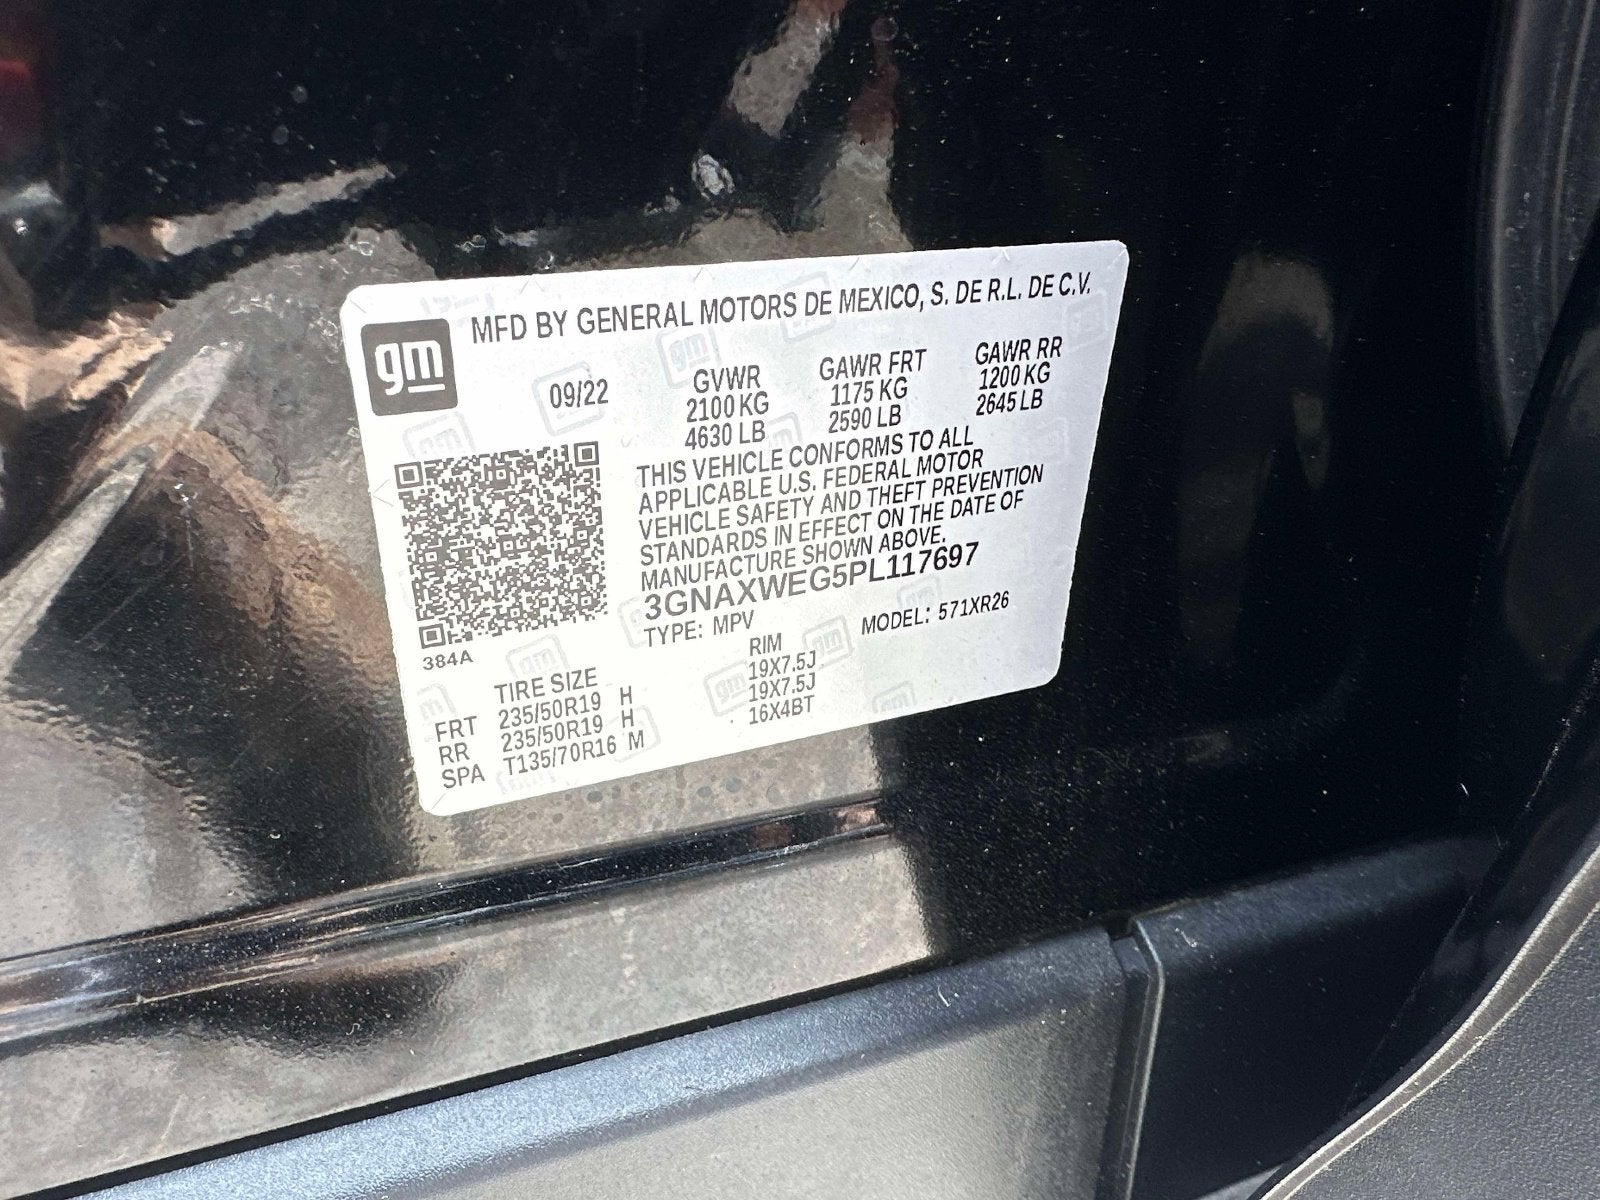 gm
MFD BY GENERAL MOTORS DE MEXICO, S. DE R.L. DE C.V.
09/22
GVWR GAWR FRT GAWR RR
2100 KG 1175 KG 1200 KG
4630 LB 2590 LB 2645 LB
THIS VEHICLE CONFORMS TO ALL
APPLICABLE U.S. FEDERAL MOTOR
VEHICLE SAFETY AND THEFT PREVENTION
STANDARDS IN EFFECT ON THE DATE OF
MANUFACTURE SHOWN ABOVE.
3GNAXWEG5PL117697
TYPE: MPV MODEL: 571XR26
384A
TIRE SIZE RIM
FRT 235/50R19 H 19X7.5J
RR 235/50R19 H 19X7.5J
SPA T135/70R16 M 16X4BT